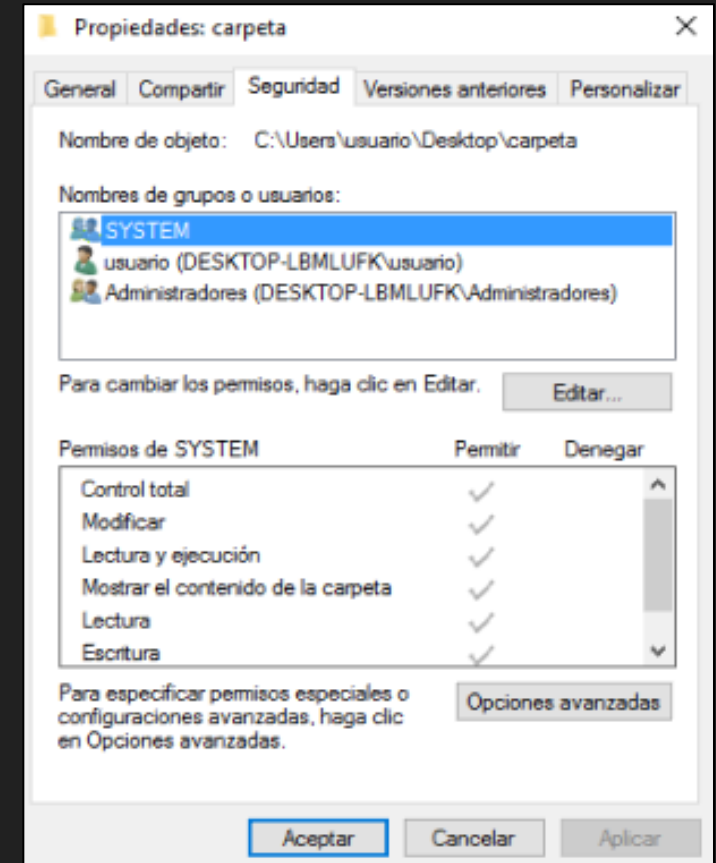 Propiedades: carpeta
General Compartir Seguridad Versiones anteriores Personalizar
Nombre de objeto: C:\Users\usuario\Desktop\carpeta
Nombres de grupos o usuarios:
SYSTEM
usuario (DESKTOP-LBMLUFK\usuario)
Administradores (DESKTOP-LBMLUFK\Administradores)
Para cambiar los permisos, haga clic en Editar. Editar...
Permisos de SYSTEM Permitir Denegar
Control total
Modificar
Lectura y ejecución
Mostrar el contenido de la carpeta
Lectura
Escritura
Para especificar permisos especiales o
configuraciones avanzadas, haga clic
en Opciones avanzadas.
Opciones avanzadas
Aceptar Cancelar Aplicar